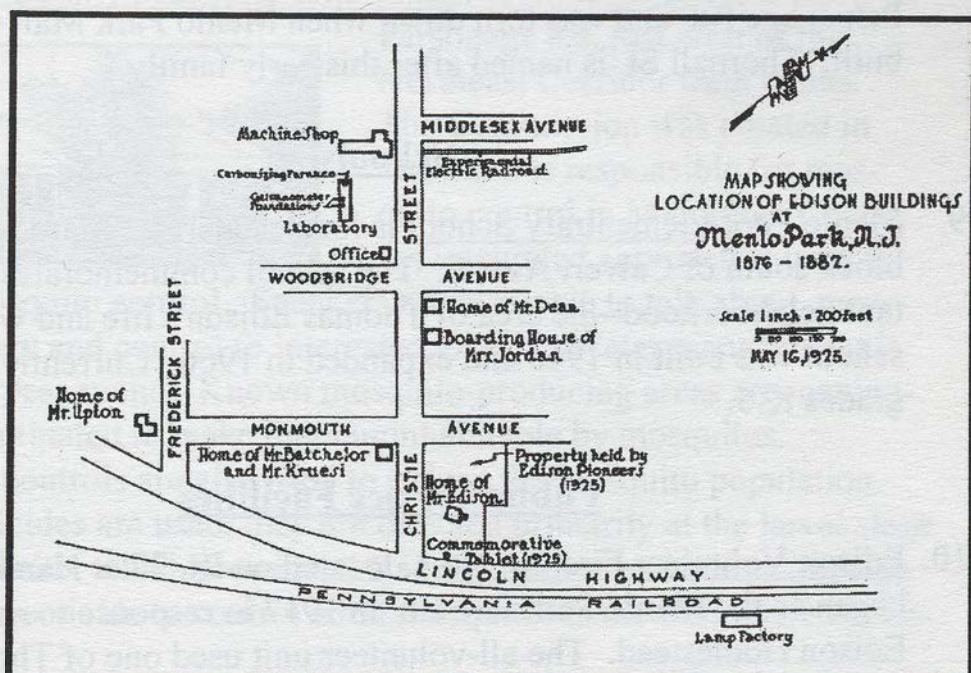 MIDDLESEX AVENUE
Machine Shop
Experimental
Electric Railroad
Carbonizing Furnace
Galvanometer
Foundations
Laboratory
STREET
Office
WOODBRIDGE AVENUE
Home of Mr. Dean
Boarding House of
Mrs. Jordan
FREDERICK STREET
Home of
Mr. Upton
MONMOUTH AVENUE
Home of Mr. Batchelor
and Mr. Kruesi
CHRISTIE
Property held by
Edison Pioneers
(1925)
Home of
Mr. Edison
Commemorative
Tablet (1925)
LINCOLN HIGHWAY
PENNSYLVANIA RAILROAD
Lamp Factory
MAP SHOWING
LOCATION OF EDISON BUILDINGS
AT
Menlo Park, N.J.
1876 – 1882.
Scale 1 inch = 200 feet
MAY 16, 1925.